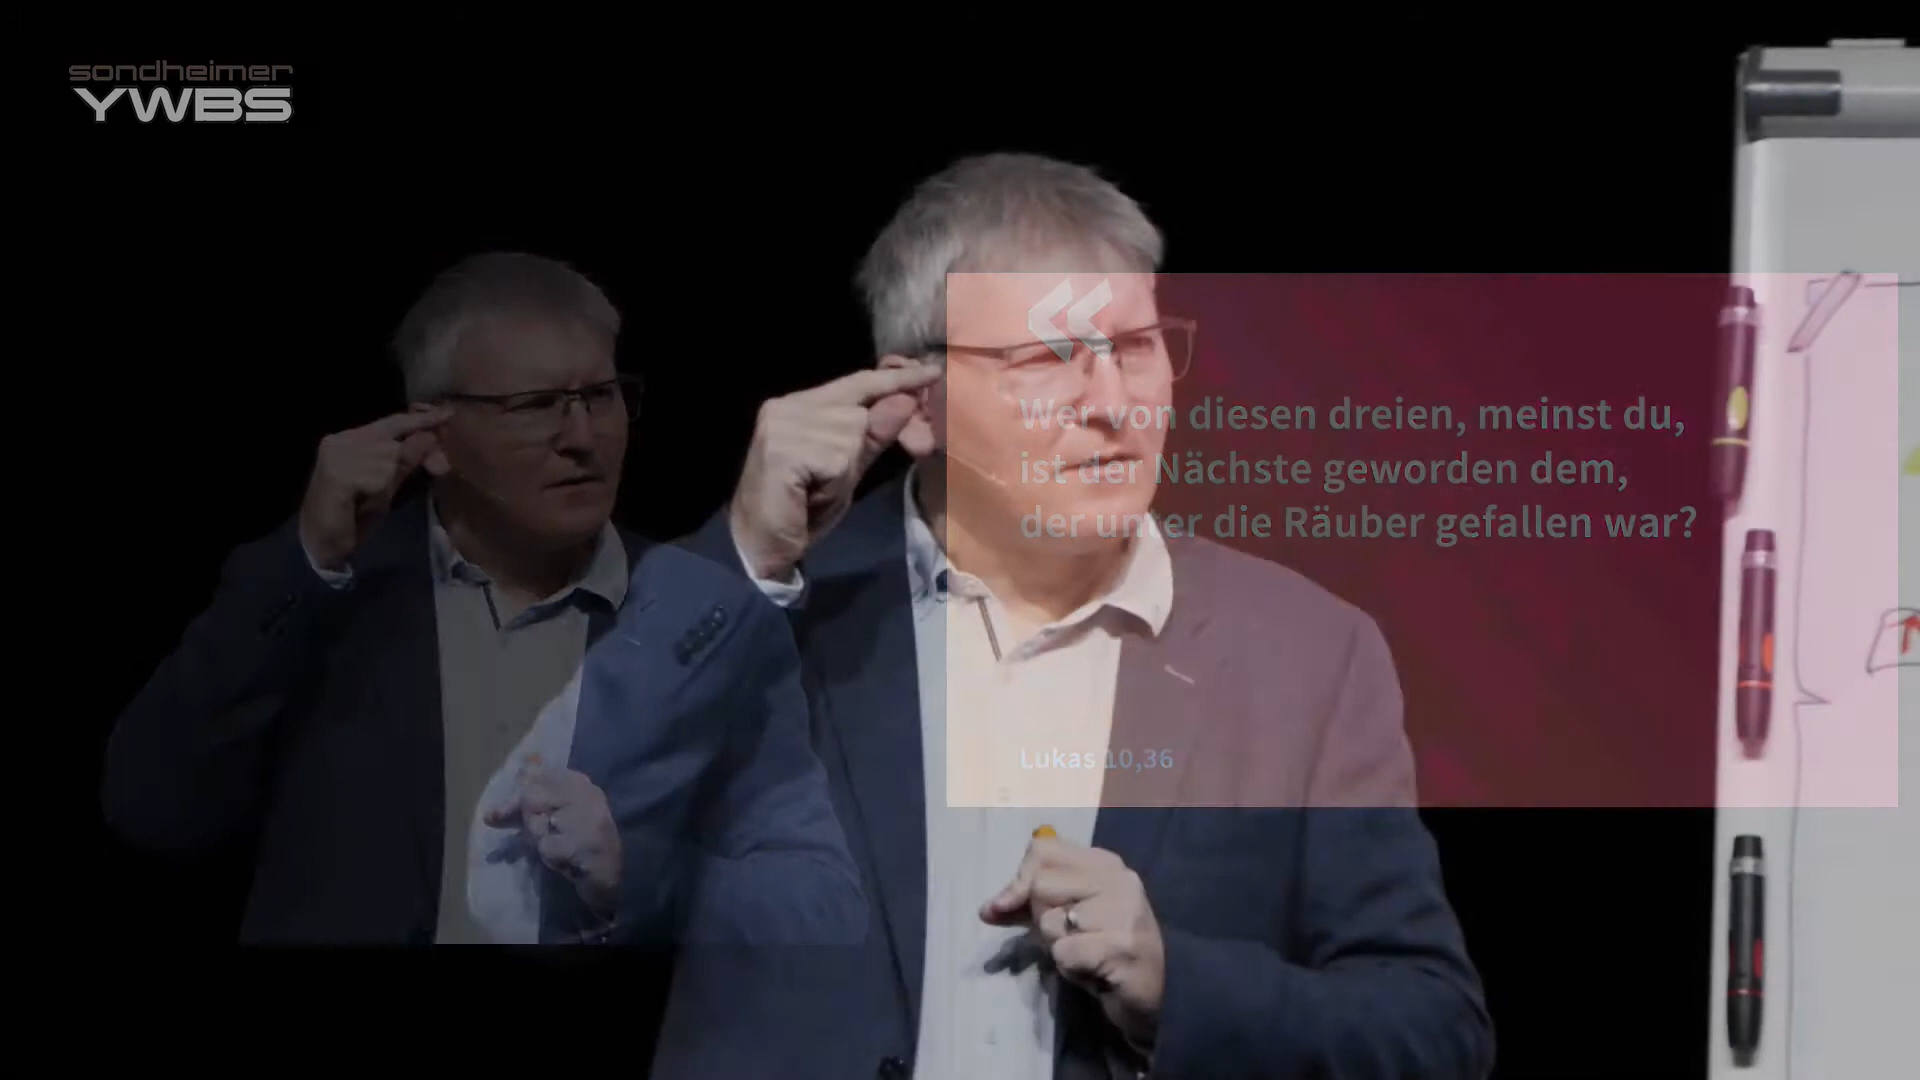 sondheimer
YWBS
«
Wer von diesen dreien, meinst du,
ist der Nächste geworden dem,
der unter die Räuber gefallen war?
Lukas 10,36